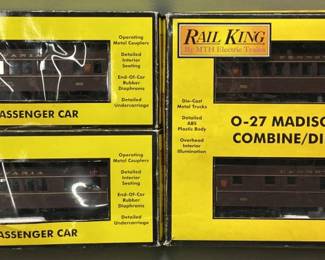 Operating
Metal Couplers
Detailed
Interior
Seating
End-Of-Car
Rubber
Diaphrams
Detailed
Undercarriage
ASSENGER CAR
Operating
Metal Couplers
Detailed
Interior
Seating
End-Of-Car
Rubber
Diaphrams
Detailed
Undercarriage
ASSENGER CAR
RAIL KING
By MTH Electric Trains
Die-Cast
Metal Trucks
Detailed
ABS
Plastic Body
Overhead
Interior
Illumination
O-27 MADISO
COMBINE/DI